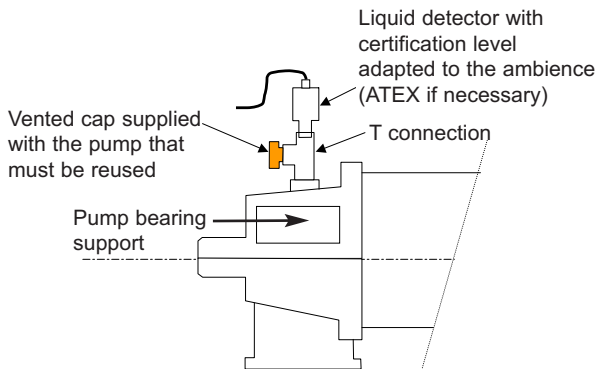 Liquid detector with
certification level
adapted to the ambience
(ATEX if necessary)
Vented cap supplied
with the pump that
must be reused
T connection
Pump bearing
support